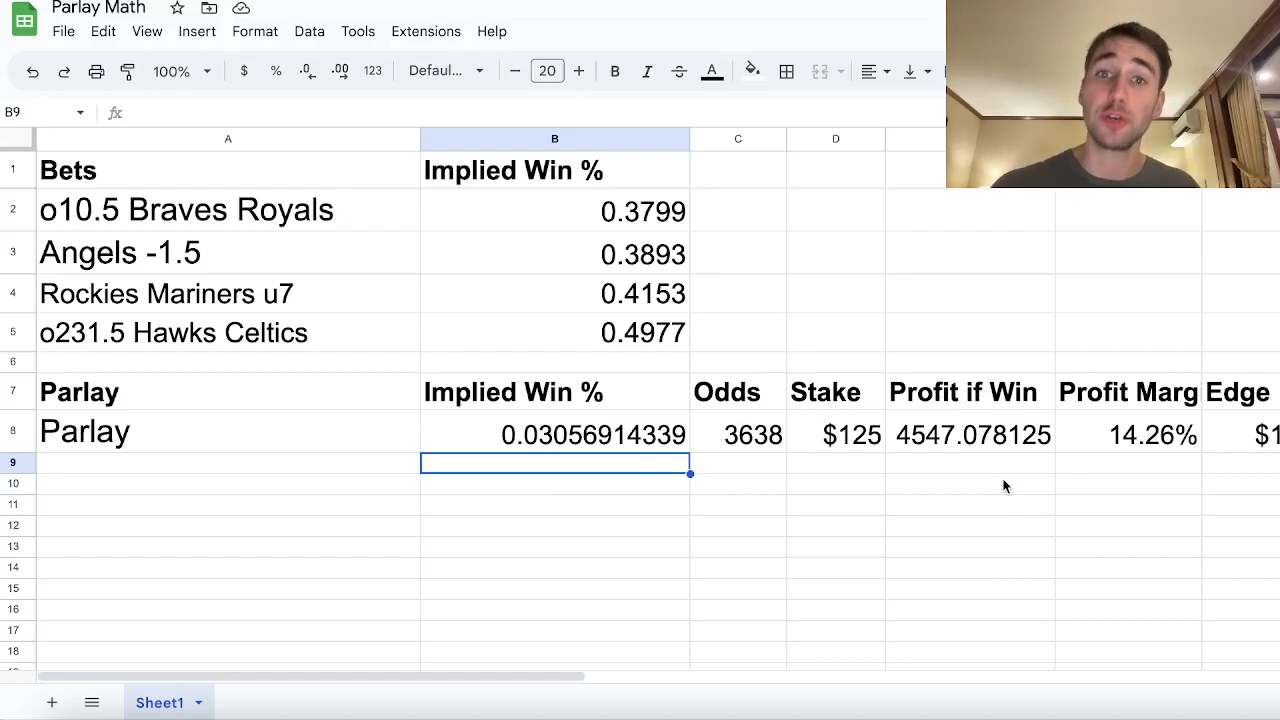 Parlay Math
File Edit View Insert Format Data Tools Extensions Help
100% $ % .0 .00 123 Defaul... 20 B I A
B9 fx
A B C D
1 Bets Implied Win %
2 o10.5 Braves Royals 0.3799
3 Angels -1.5 0.3893
4 Rockies Mariners u7 0.4153
5 o231.5 Hawks Celtics 0.4977
6
7 Parlay Implied Win % Odds Stake Profit if Win Profit Marg Edge
8 Parlay 0.03056914339 3638 $125 4547.078125 14.26% $1
9
10
11
12
13
14
15
16
17
18
Sheet1